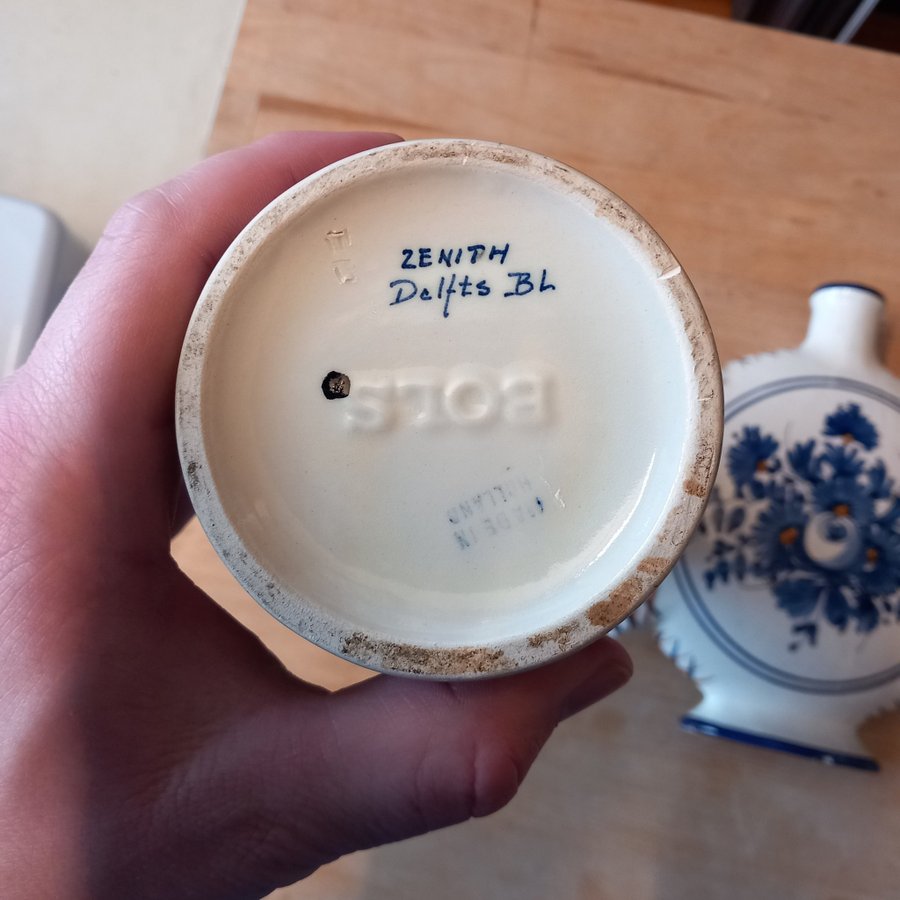 ZENITH
Delfts BL
BOLS
MADE IN
HOLLAND